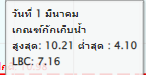 วันที่ 1 มีนาคม
เกณฑ์กักเก็บน้ำ
สูงสุด: 10.21 ต่ำสุด : 4.10
LBC: 7.16